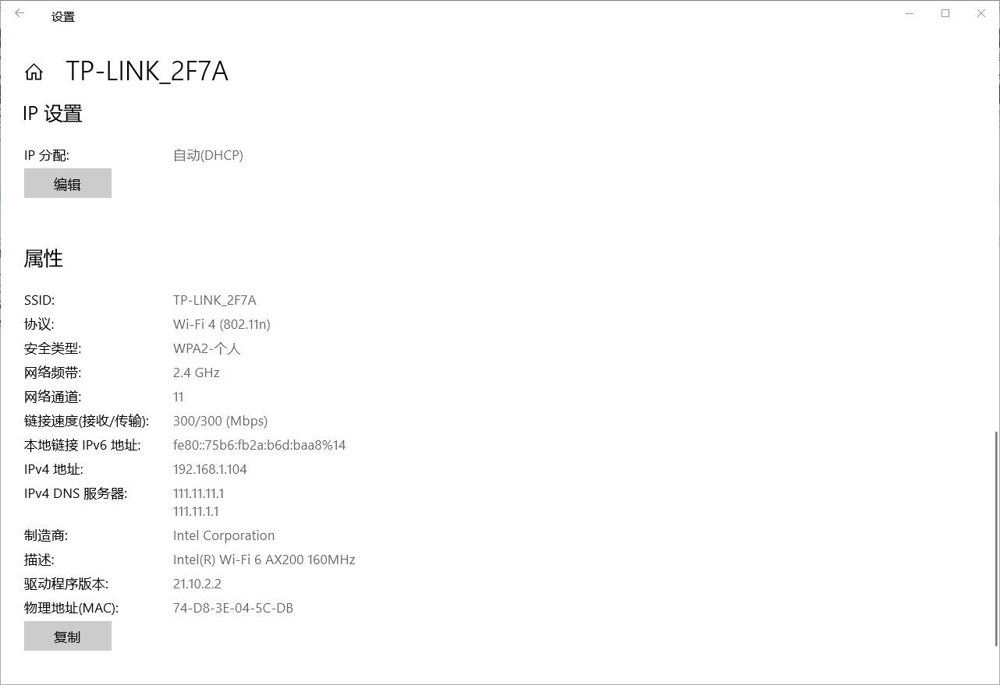 设置
TP-LINK_2F7A
IP 设置
IP 分配: 自动(DHCP)
编辑
属性
SSID: TP-LINK_2F7A
协议: Wi-Fi 4 (802.11n)
安全类型: WPA2-个人
网络频带: 2.4 GHz
网络通道: 11
链接速度(接收/传输): 300/300 (Mbps)
本地链接 IPv6 地址: fe80::75b6:fb2a:b6d:baa8%14
IPv4 地址: 192.168.1.104
IPv4 DNS 服务器: 111.11.11.1
111.11.1.1
制造商: Intel Corporation
描述: Intel(R) Wi-Fi 6 AX200 160MHz
驱动程序版本: 21.10.2.2
物理地址(MAC): 74-D8-3E-04-5C-DB
复制